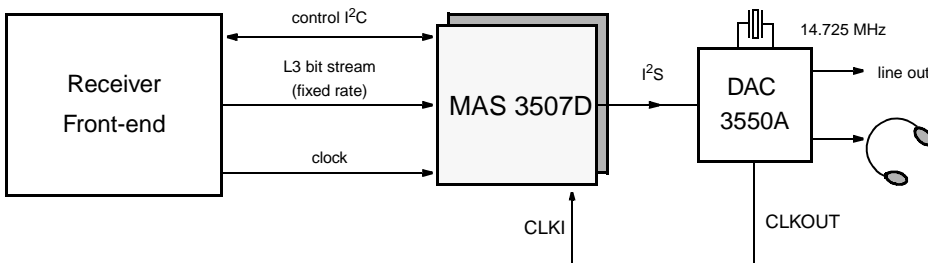 control I²C
14.725 MHz
Receiver
Front-end
L3 bit stream
(fixed rate)
MAS 3507D
I²S
DAC
3550A
line out
clock
CLKI
CLKOUT